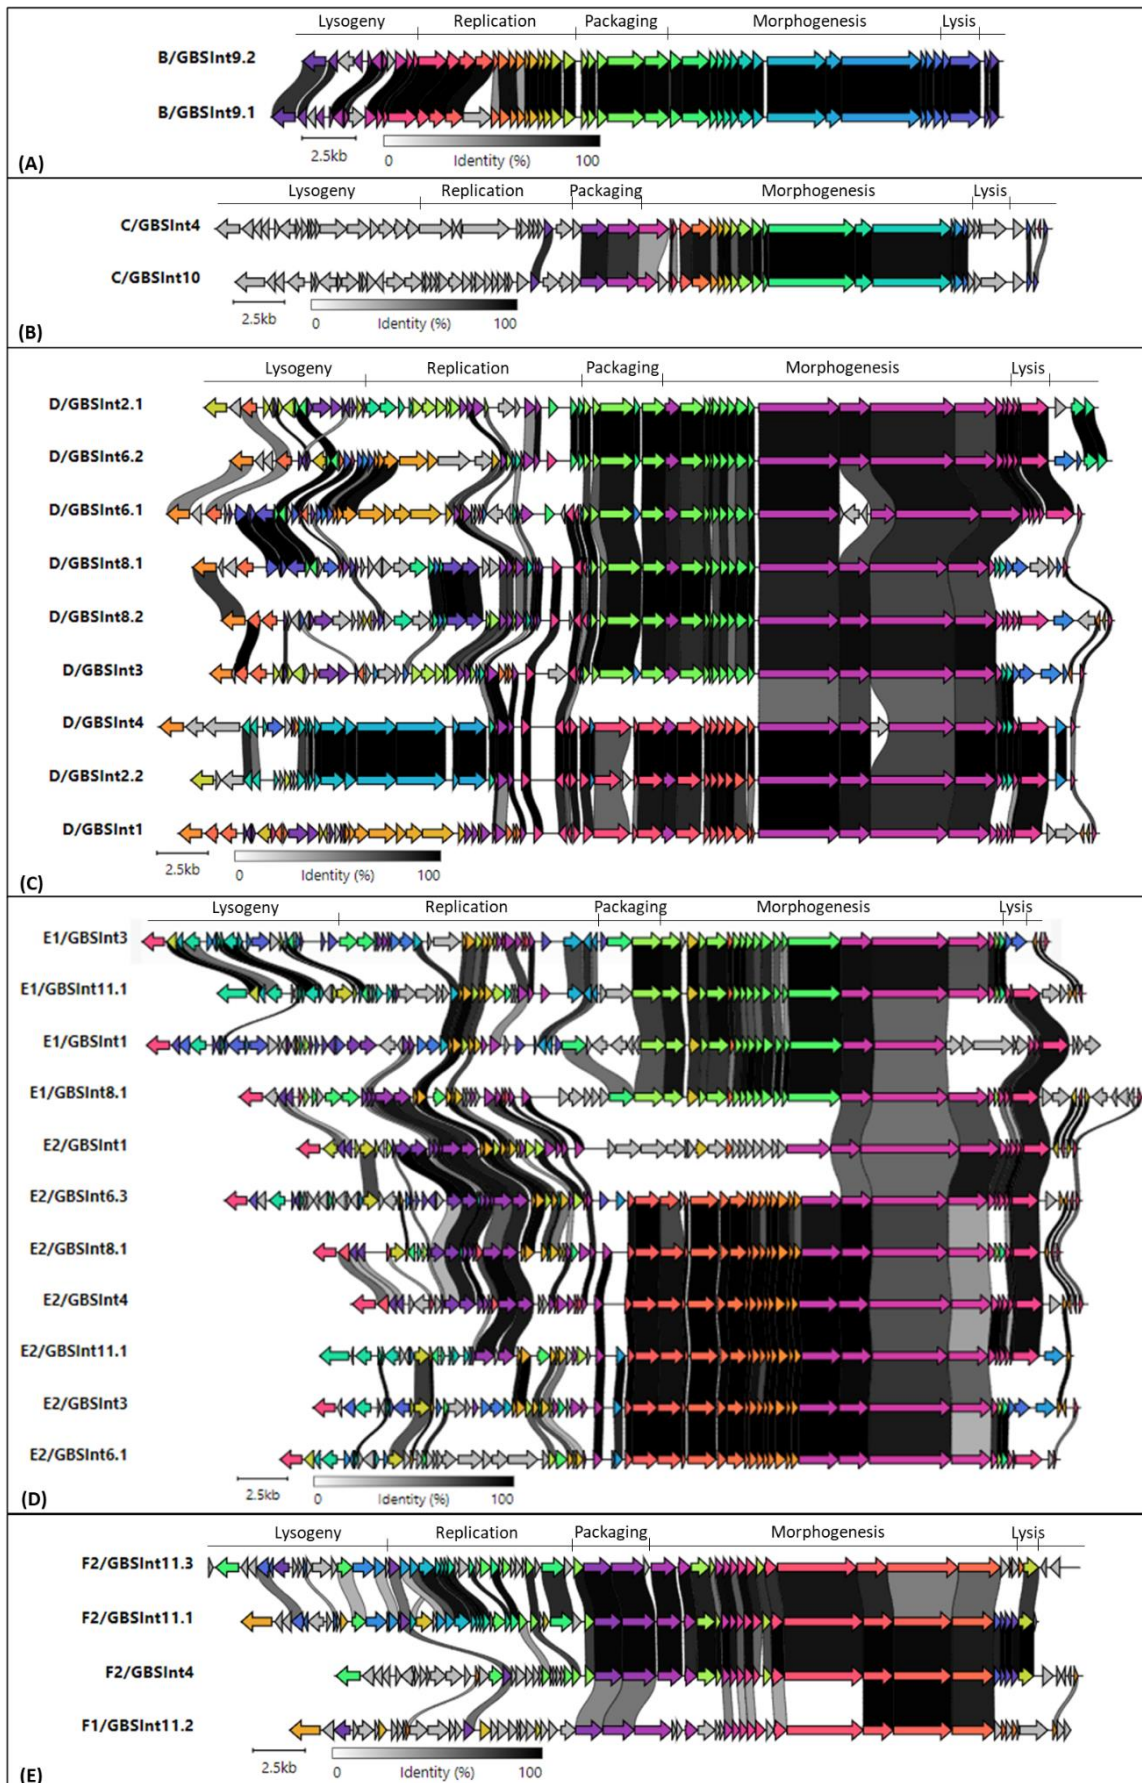 Lysogeny Replication Packaging Morphogenesis Lysis
B/GBSInt9.2
B/GBSInt9.1
2.5kb 0 Identity (%) 100
(A)
Lysogeny Replication Packaging Morphogenesis Lysis
C/GBSInt4
C/GBSInt10
2.5kb 0 Identity (%) 100
(B)
Lysogeny Replication Packaging Morphogenesis Lysis
D/GBSInt2.1
D/GBSInt6.2
D/GBSInt6.1
D/GBSInt8.1
D/GBSInt8.2
D/GBSInt3
D/GBSInt4
D/GBSInt2.2
D/GBSInt1
2.5kb 0 Identity (%) 100
(C)
Lysogeny Replication Packaging Morphogenesis Lysis
E1/GBSInt3
E1/GBSInt11.1
E1/GBSInt1
E1/GBSInt8.1
E2/GBSInt1
E2/GBSInt6.3
E2/GBSInt8.1
E2/GBSInt4
E2/GBSInt11.1
E2/GBSInt3
E2/GBSInt6.1
2.5kb 0 Identity (%) 100
(D)
Lysogeny Replication Packaging Morphogenesis Lysis
F2/GBSInt11.3
F2/GBSInt11.1
F2/GBSInt4
F1/GBSInt11.2
2.5kb 0 Identity (%) 100
(E)